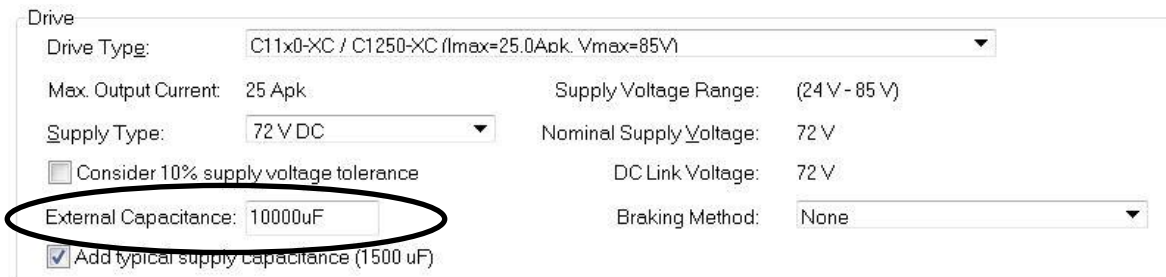 Drive
Drive Type: C11x0-XC / C1250-XC (Imax=25.0Apk, Vmax=85V)
Max. Output Current: 25 Apk Supply Voltage Range: (24 V - 85 V)
Supply Type: 72 V DC Nominal Supply Voltage: 72 V
Consider 10% supply voltage tolerance DC Link Voltage: 72 V
External Capacitance: 10000uF Braking Method: None
Add typical supply capacitance (1500 uF)